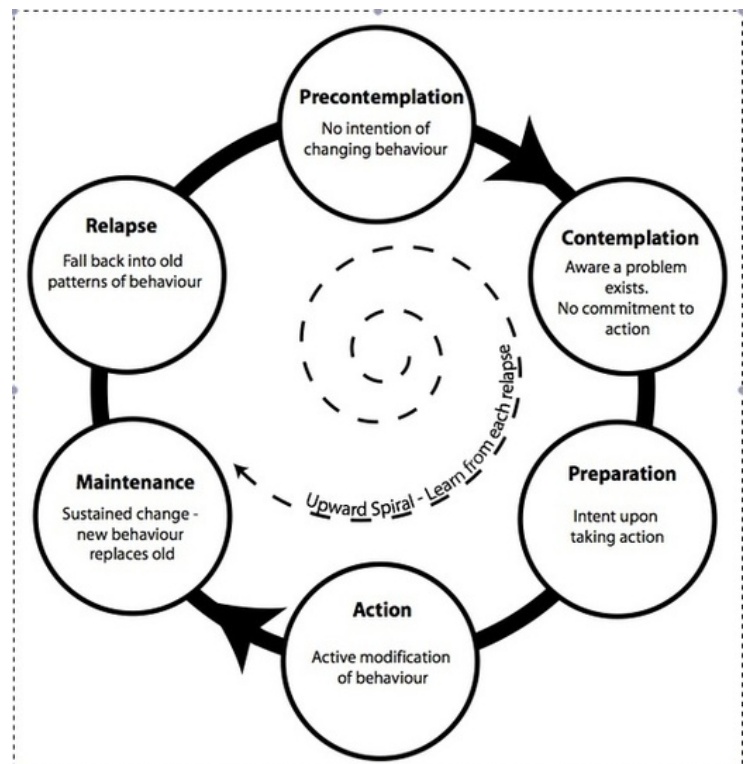 Precontemplation
No intention of
changing behaviour
Contemplation
Aware a problem
exists.
No commitment to
action
Preparation
Intent upon
taking action
Action
Active modification
of behaviour
Maintenance
Sustained change -
new behaviour
replaces old
Relapse
Fall back into old
patterns of behaviour
Upward Spiral - Learn from each relapse